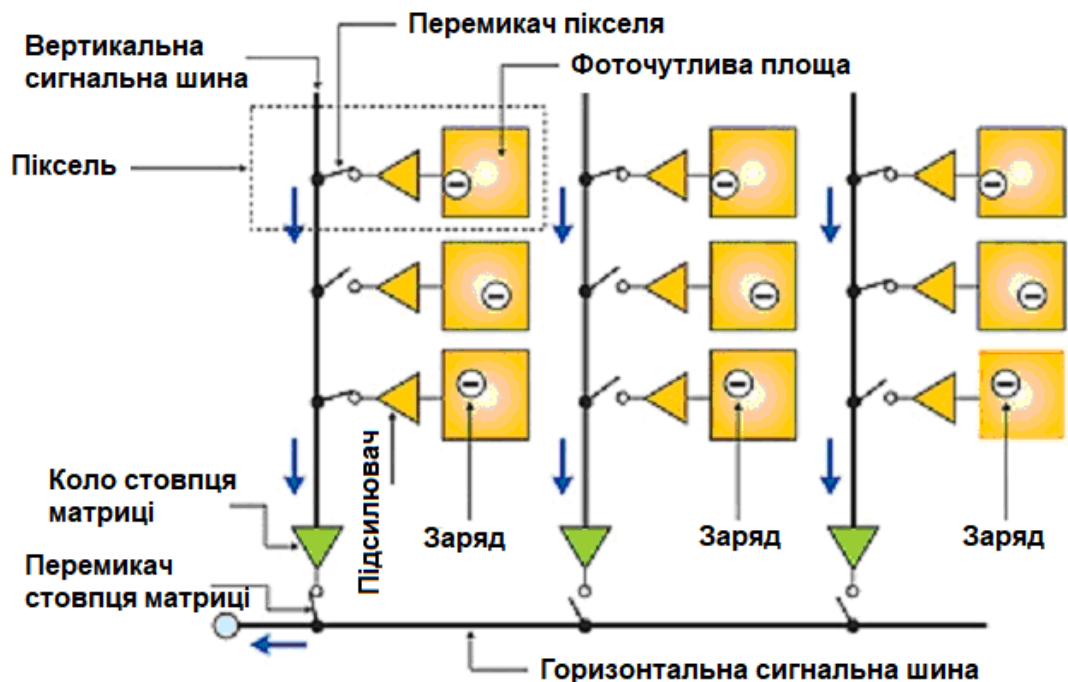 Перемикач пікселя
Вертикальна
сигнальна шина
Фоточутлива площа
Піксель
Коло стовпця
матриці
Підсилювач
Заряд
Заряд
Заряд
Перемикач
стовпця матриці
Горизонтальна сигнальна шина